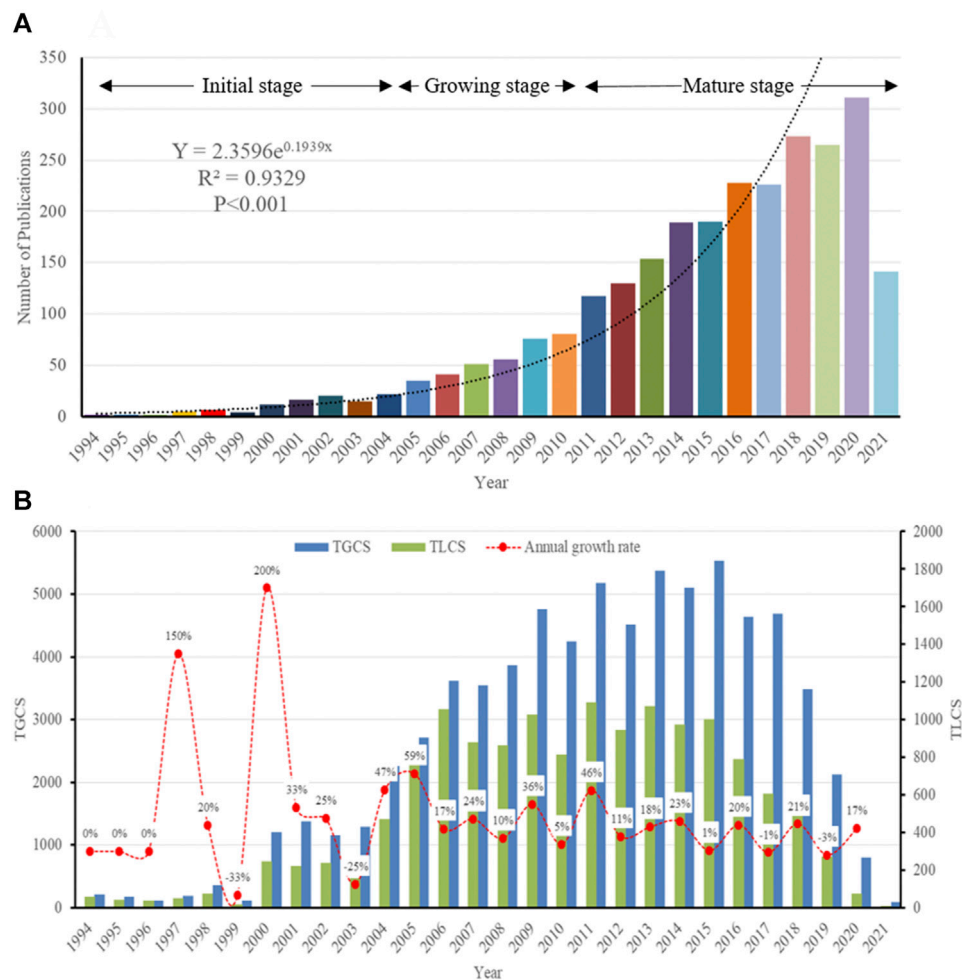 A
A
350
300
250
200
150
100
50
0
Number of Publications
Initial stage
Growing stage
Mature stage
Y = 2.3596e^0.1939x
R² = 0.9329
P<0.001
1994 1995 1996 1997 1998 1999 2000 2001 2002 2003 2004 2005 2006 2007 2008 2009 2010 2011 2012 2013 2014 2015 2016 2017 2018 2019 2020 2021
Year
B
6000
5000
4000
3000
2000
1000
0
TGCS
TGCS TLCS Annual growth rate
0% 0% 0% 150% 20% -33% 200% 33% 25% -25% 47% 59% 17% 24% 10% 36% 5% 46% 11% 18% 23% 1% 20% -1% 21% -3% 17%
2000
1800
1600
1400
1200
1000
800
600
400
200
0
TLCS
1994 1995 1996 1997 1998 1999 2000 2001 2002 2003 2004 2005 2006 2007 2008 2009 2010 2011 2012 2013 2014 2015 2016 2017 2018 2019 2020 2021
Year